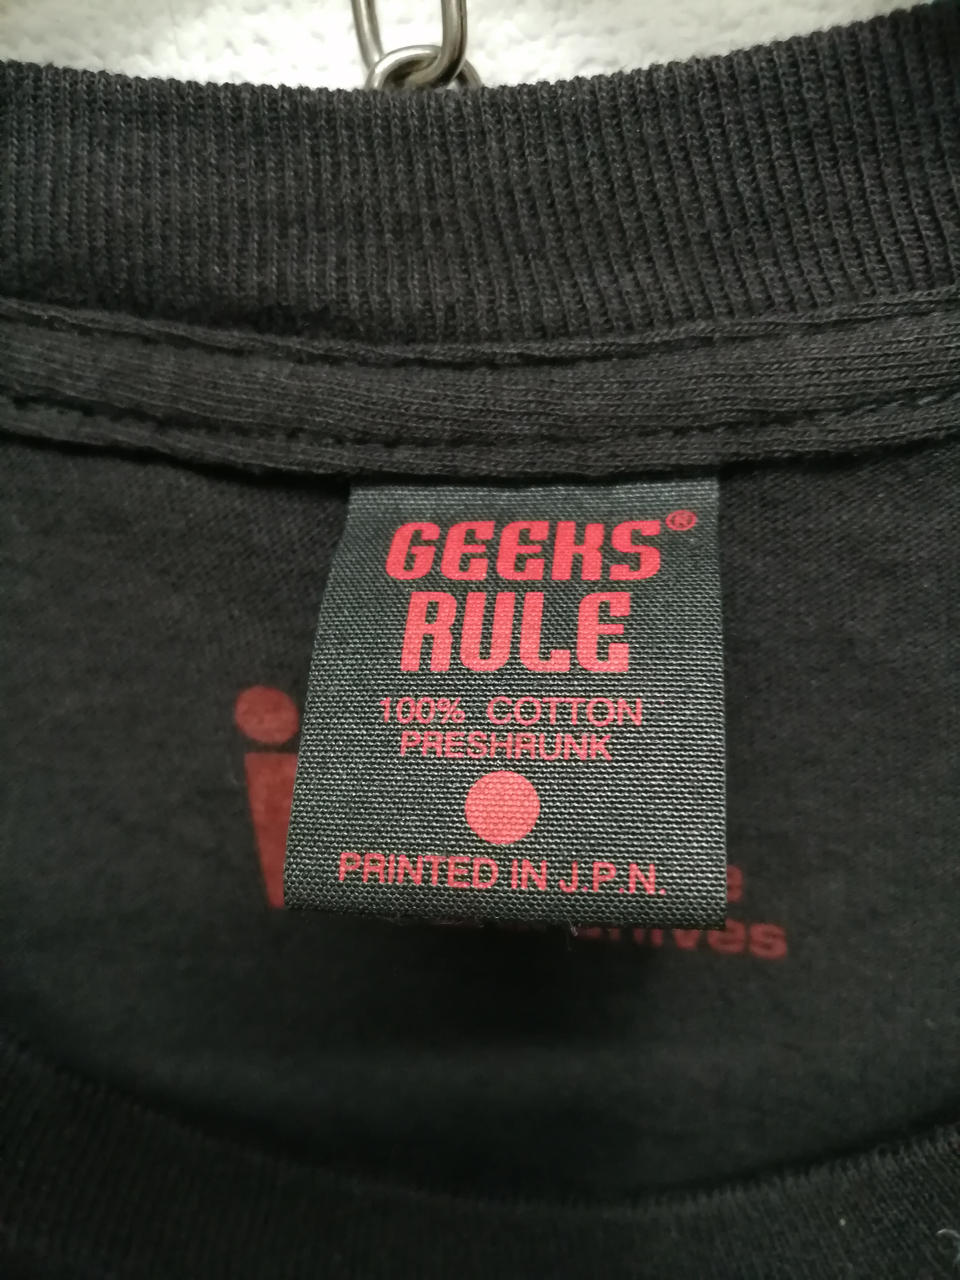 GEEKS®
RULE
100% COTTON
PRESHRUNK
PRINTED IN J.P.N.
i